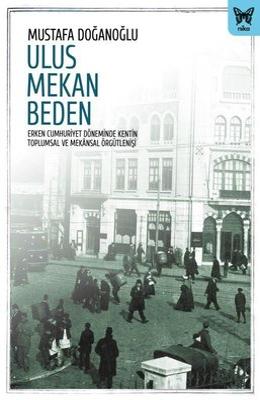 MUSTAFA DOĞANOĞLU
nika
ULUS
MEKAN
BEDEN
ERKEN CUMHURİYET DÖNEMİNDE KENTİN
TOPLUMSAL VE MEKÂNSAL ÖRGÜTLENİŞİ